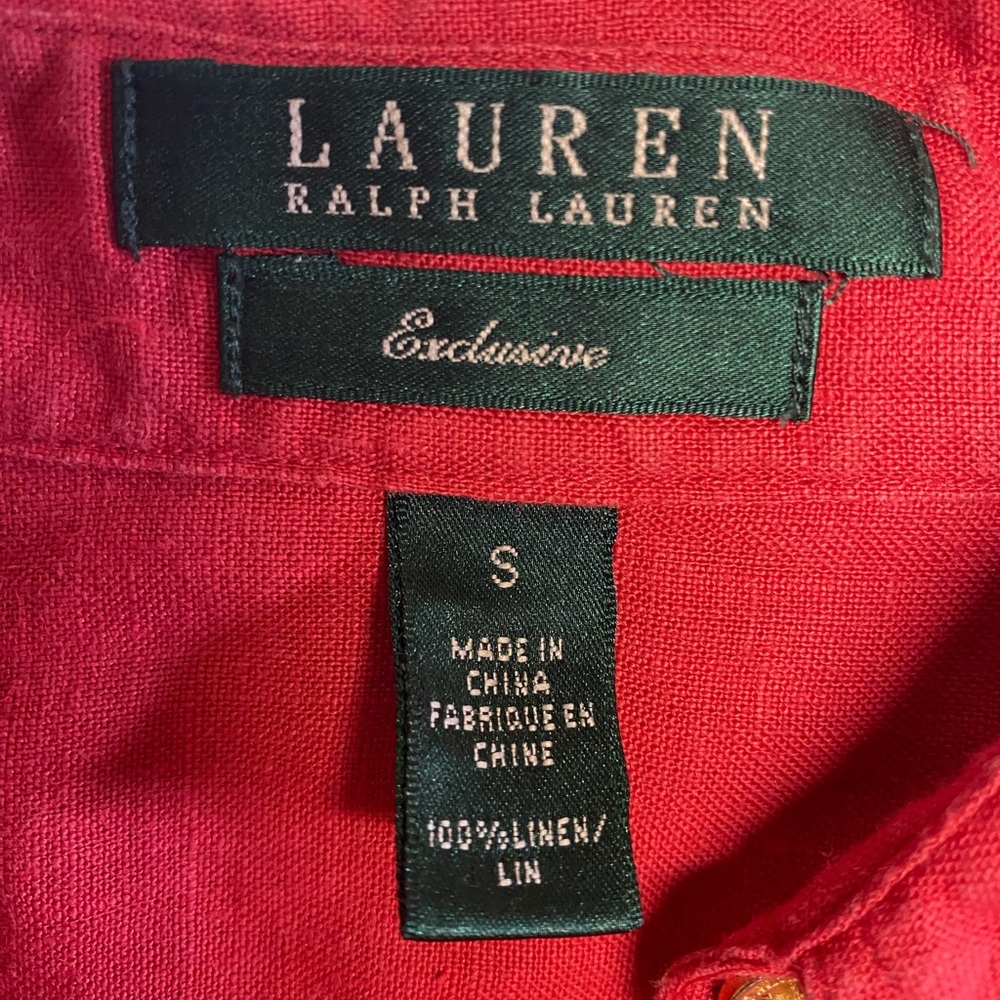 LAUREN
RALPH LAUREN
Exclusive
S
MADE IN
CHINA
FABRIQUE EN
CHINE
100%LINEN/
LIN